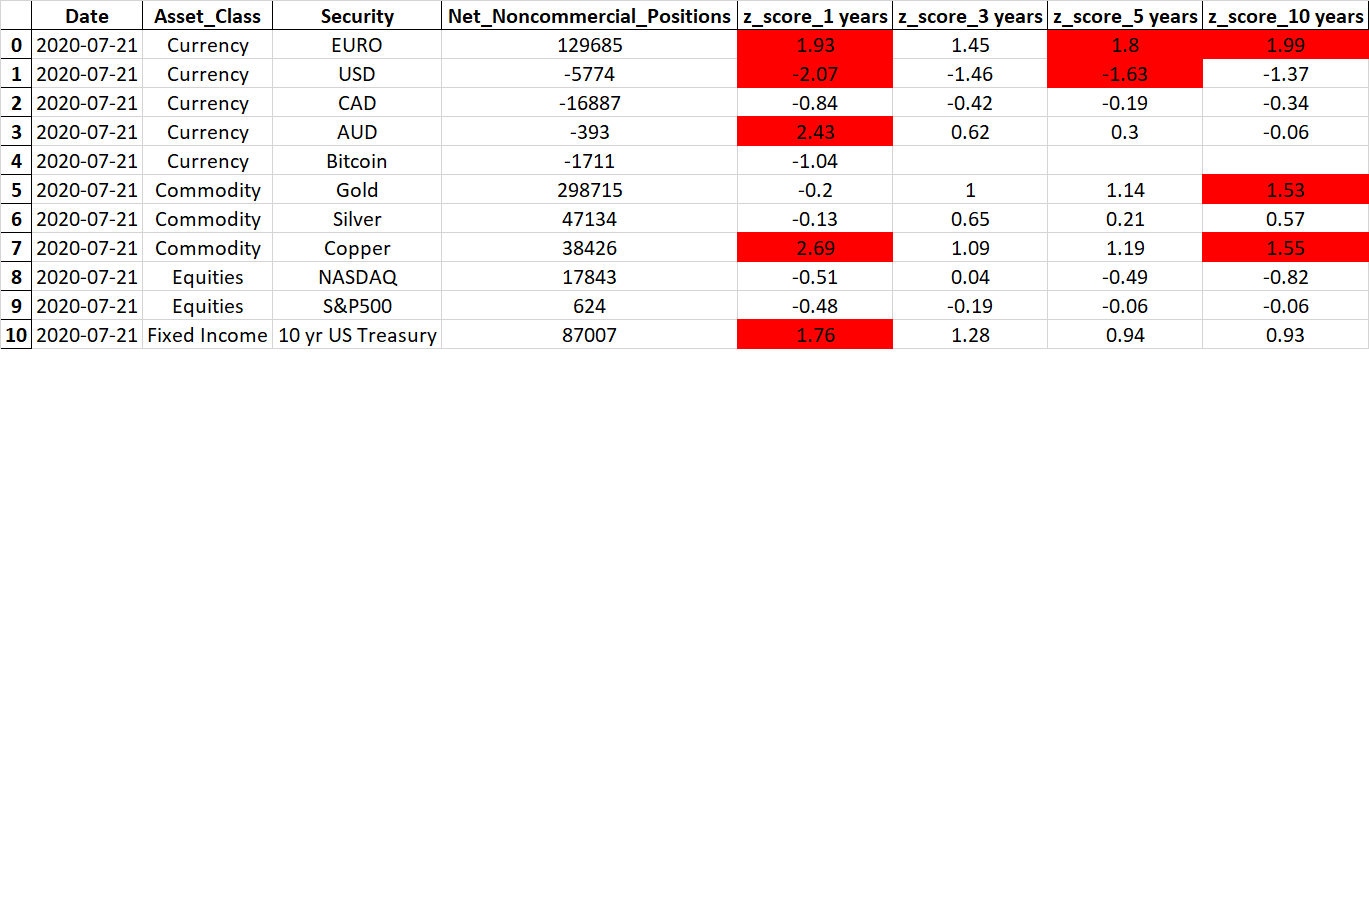 Date Asset_Class Security Net_Noncommercial_Positions z_score_1 years z_score_3 years z_score_5 years z_score_10 years
0 2020-07-21 Currency EURO 129685 1.93 1.45 1.8 1.99
1 2020-07-21 Currency USD -5774 -2.07 -1.46 -1.63 -1.37
2 2020-07-21 Currency CAD -16887 -0.84 -0.42 -0.19 -0.34
3 2020-07-21 Currency AUD -393 2.43 0.62 0.3 -0.06
4 2020-07-21 Currency Bitcoin -1711 -1.04
5 2020-07-21 Commodity Gold 298715 -0.2 1 1.14 1.53
6 2020-07-21 Commodity Silver 47134 -0.13 0.65 0.21 0.57
7 2020-07-21 Commodity Copper 38426 2.69 1.09 1.19 1.55
8 2020-07-21 Equities NASDAQ 17843 -0.51 0.04 -0.49 -0.82
9 2020-07-21 Equities S&P500 624 -0.48 -0.19 -0.06 -0.06
10 2020-07-21 Fixed Income 10 yr US Treasury 87007 1.76 1.28 0.94 0.93